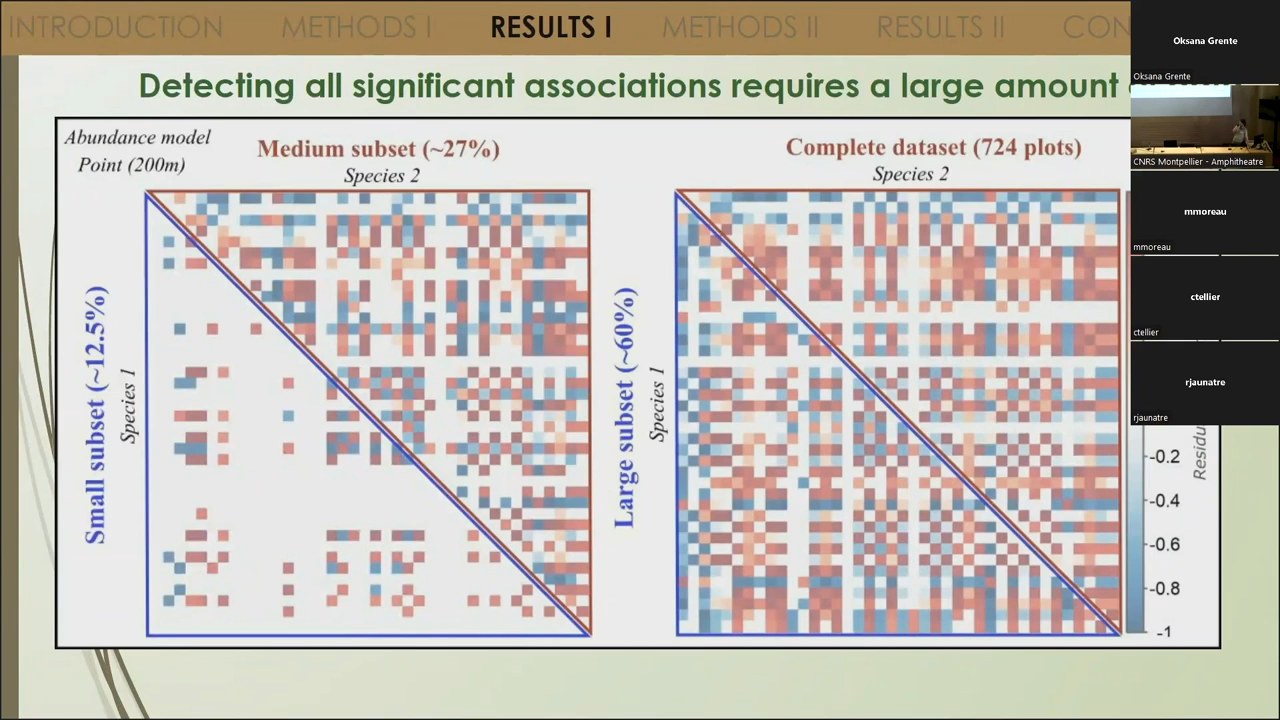 INTRODUCTION METHODS I RESULTS I METHODS II RESULTS II CON
Detecting all significant associations requires a large amount
Abundance model
Point (200m)
Medium subset (~27%)
Species 2
Small subset (~12.5%)
Species 1
Complete dataset (724 plots)
Species 2
Large subset (~60%)
Species 1
-0.2
-0.4
-0.6
-0.8
-1
Residu
Oksana Grente
Oksana Grente
CNRS Montpellier - Amphitheatre
mmoreau
mmoreau
ctellier
ctellier
rjaunatre
rjaunatre